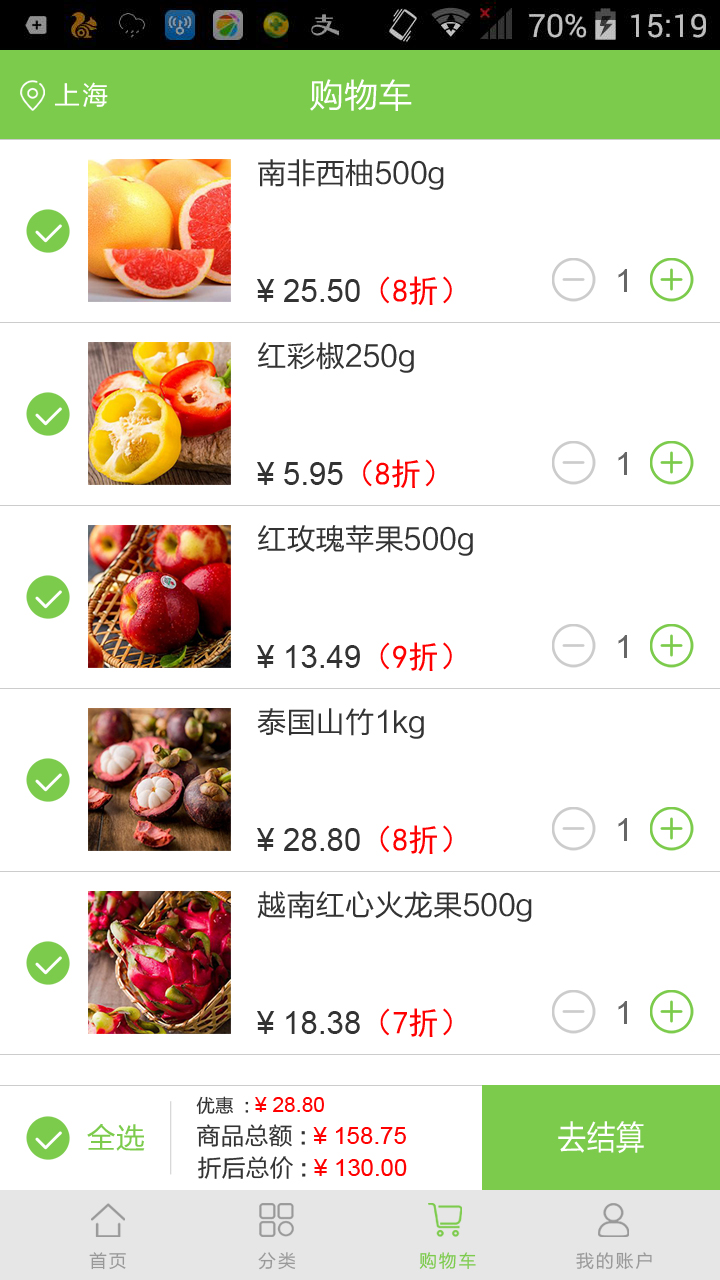 70% 15:19
上海
购物车
南非西柚500g
¥ 25.50（8折）
1
红彩椒250g
¥ 5.95（8折）
1
红玫瑰苹果500g
¥ 13.49（9折）
1
泰国山竹1kg
¥ 28.80（8折）
1
越南红心火龙果500g
¥ 18.38（7折）
1
全选
优惠 : ¥ 28.80
商品总额 : ¥ 158.75
折后总价 : ¥ 130.00
去结算
首页
分类
购物车
我的账户